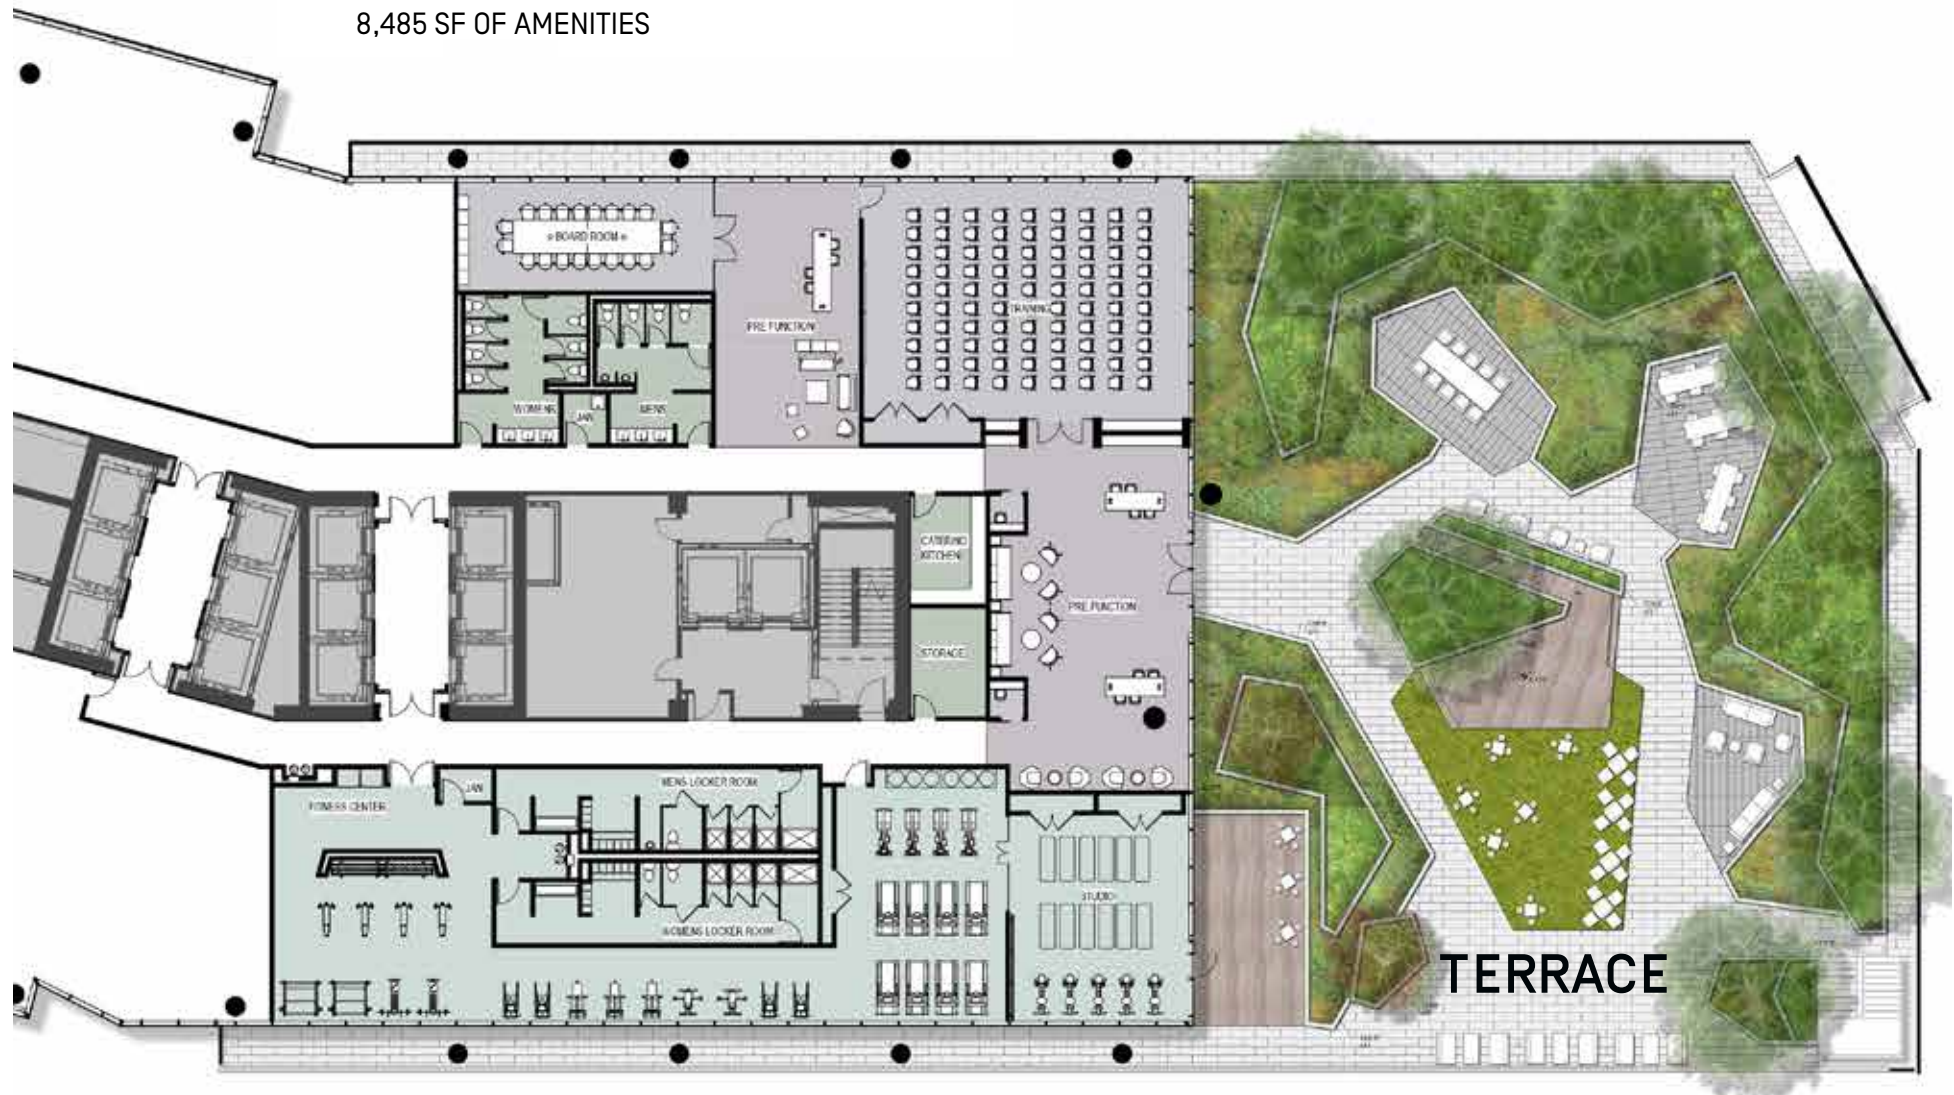 8,485 SF OF AMENITIES
BOARD ROOM
PRE FUNCTION
TRAINING
WOMENS
JAN
MENS
CATERING
KITCHEN
PRE FUNCTION
STORAGE
FITNESS CENTER
JAN
MENS LOCKER ROOM
WOMENS LOCKER ROOM
STUDIO
TERRACE